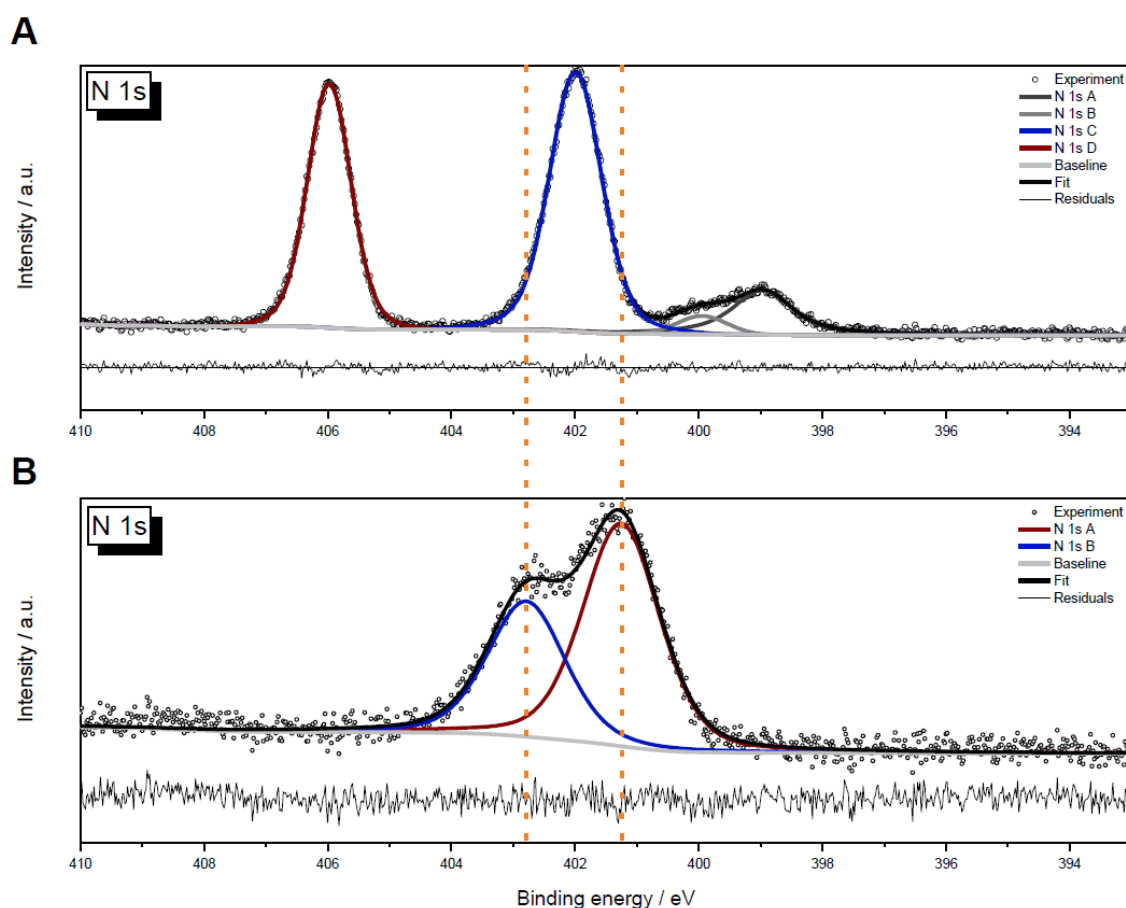 A
N 1s
Experiment
N 1s A
N 1s B
N 1s C
N 1s D
Baseline
Fit
Residuals
Intensity / a.u.
410 408 406 404 402 400 398 396 394
B
N 1s
Experiment
N 1s A
N 1s B
Baseline
Fit
Residuals
Intensity / a.u.
410 408 406 404 402 400 398 396 394
Binding energy / eV